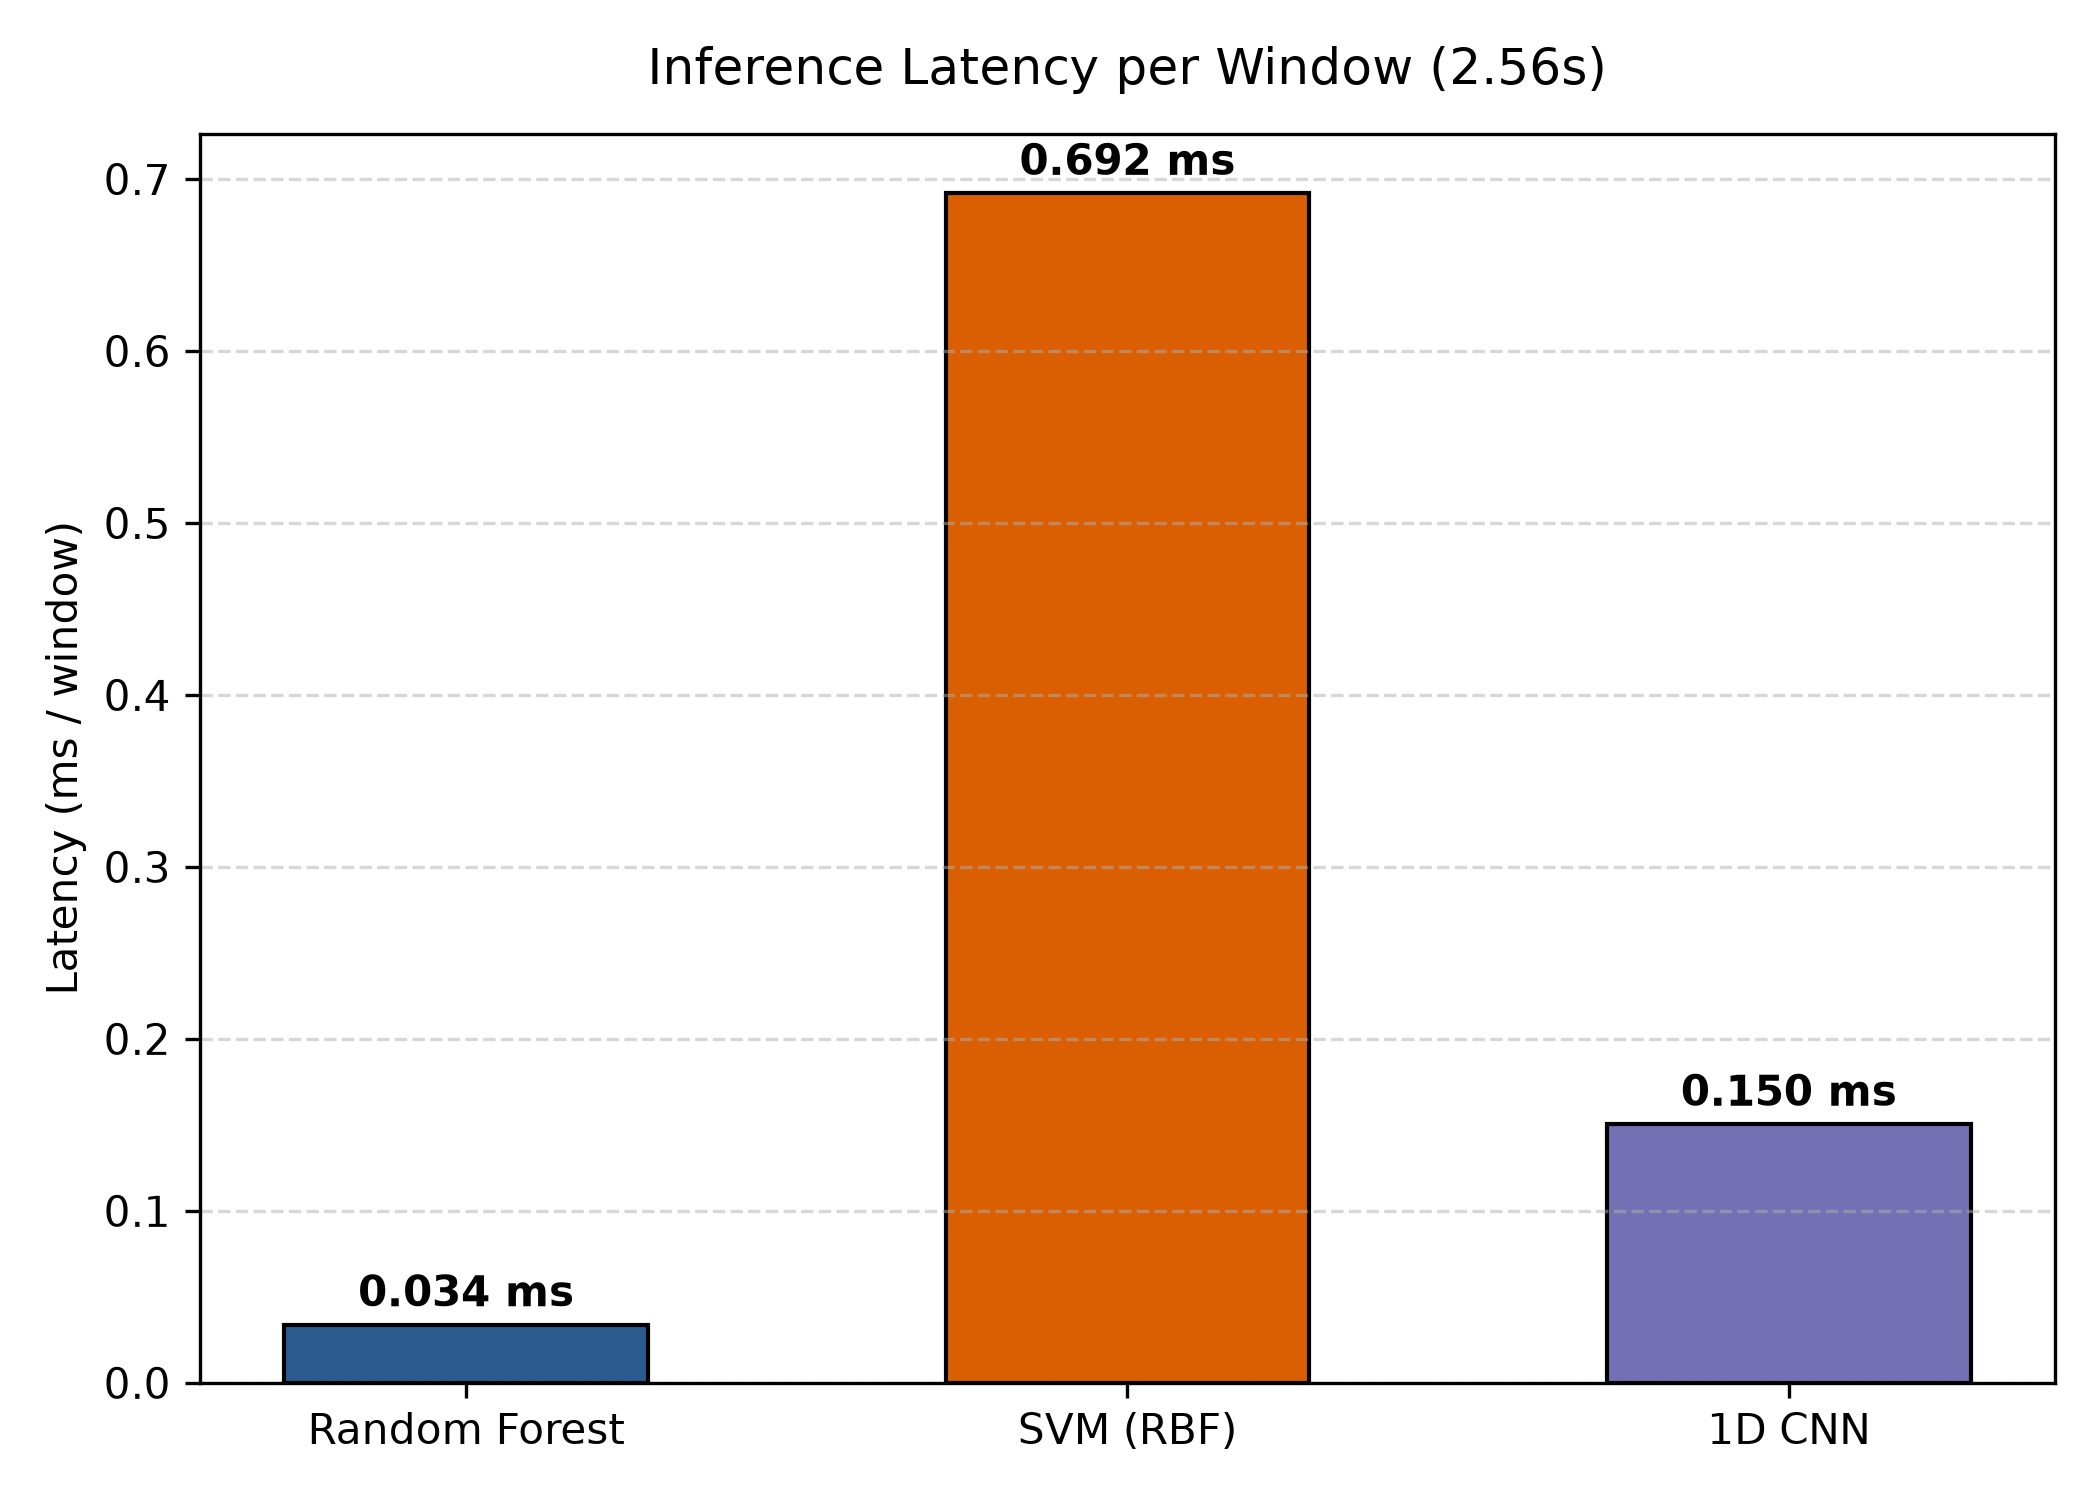 Inference Latency per Window (2.56s)
Latency (ms / window)
0.7
0.6
0.5
0.4
0.3
0.2
0.1
0.0
0.034 ms
0.692 ms
0.150 ms
Random Forest
SVM (RBF)
1D CNN